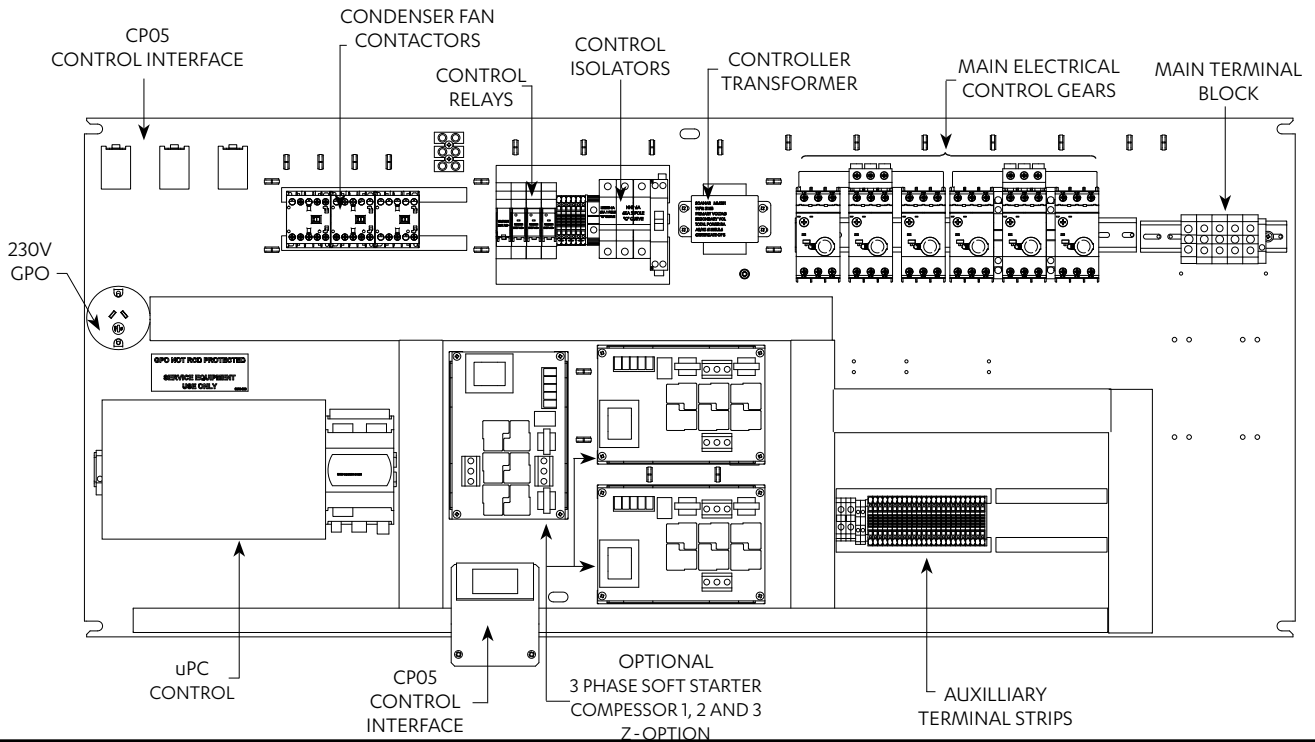 CP05
CONTROL INTERFACE
CONDENSER FAN
CONTACTORS
CONTROL
RELAYS
CONTROL
ISOLATORS
CONTROLLER
TRANSFORMER
MAIN ELECTRICAL
CONTROL GEARS
MAIN TERMINAL
BLOCK
230V
GPO
GPO NOT RCD PROTECTED
SERVICE EQUIPMENT
USE ONLY
uPC
CONTROL
CP05
CONTROL
INTERFACE
OPTIONAL
3 PHASE SOFT STARTER
COMPESSOR 1, 2 AND 3
Z-OPTION
AUXILLIARY
TERMINAL STRIPS